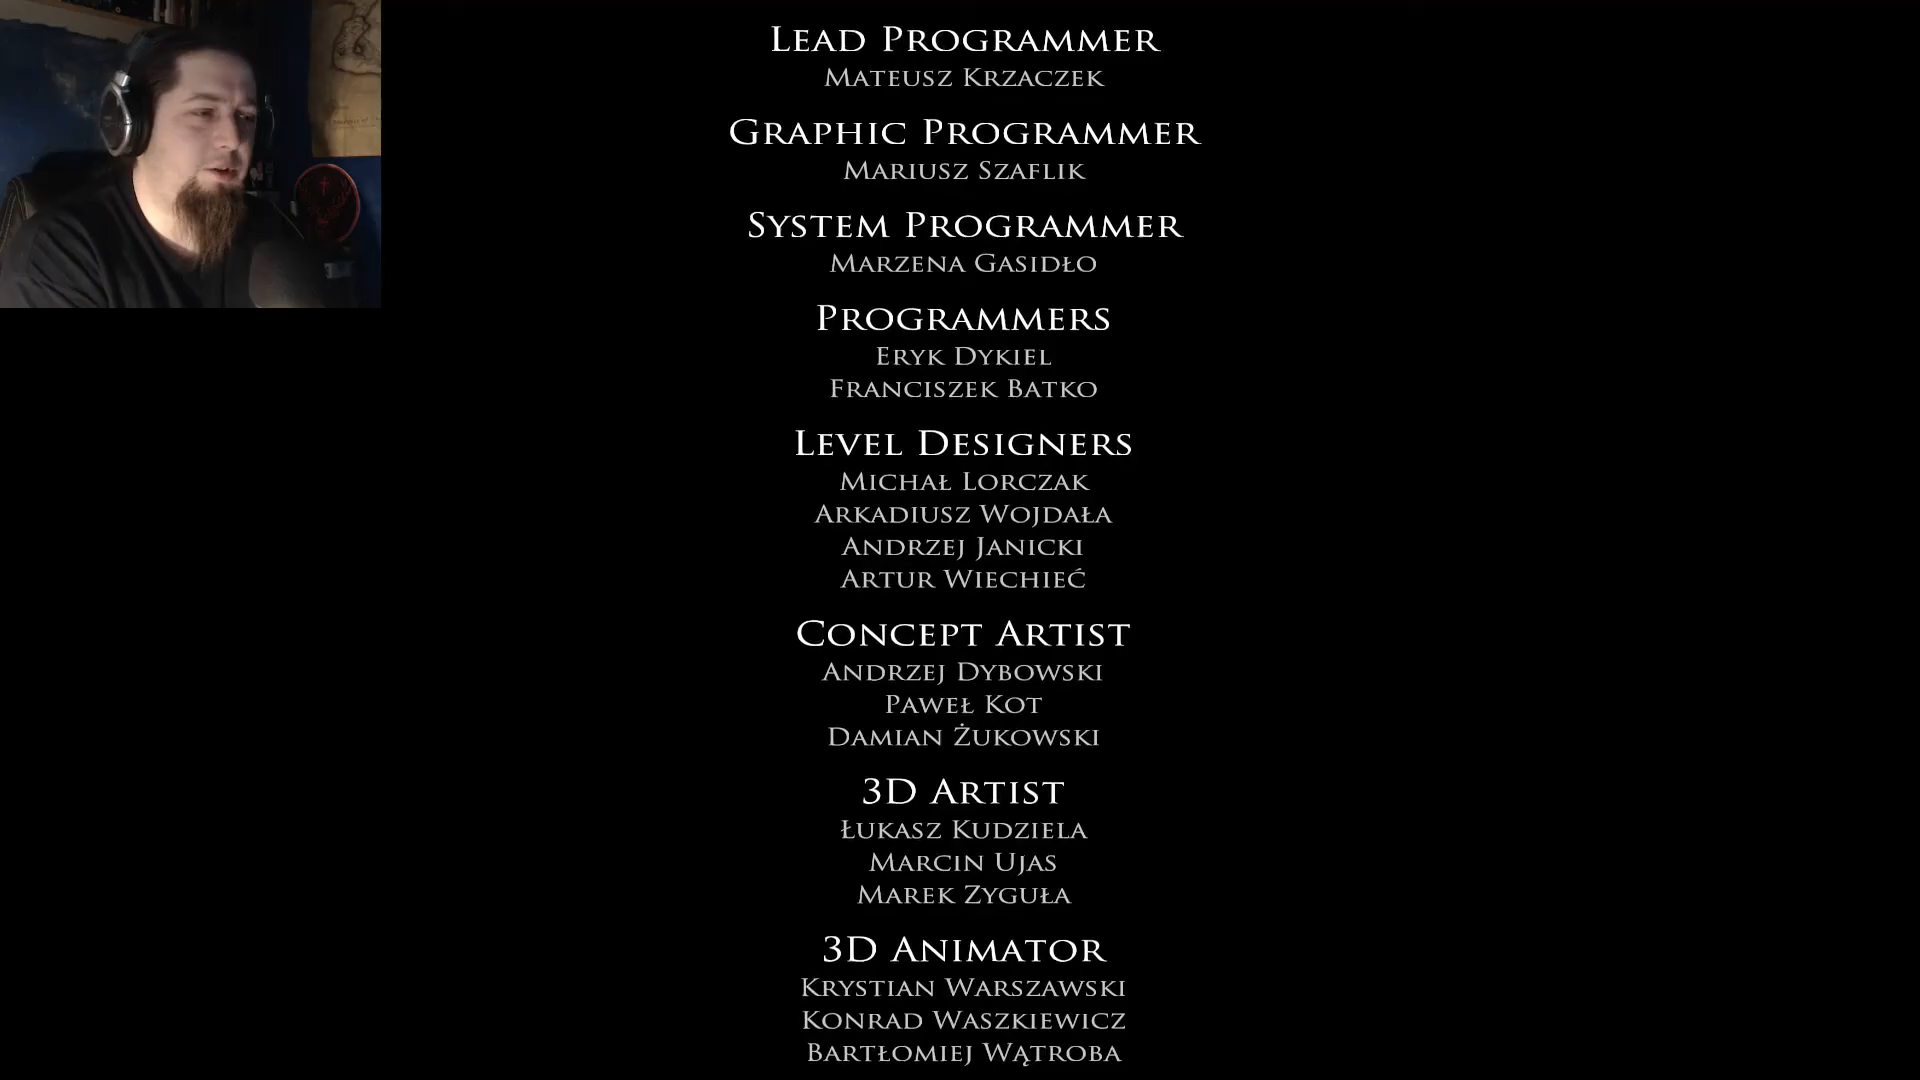 Lead Programmer
Mateusz Krzaczek
Graphic Programmer
Mariusz Szaflik
System Programmer
Marzena Gasidło
Programmers
Eryk Dykiel
Franciszek Batko
Level Designers
Michał Lorczak
Arkadiusz Wojdała
Andrzej Janicki
Artur Wiechieć
Concept Artist
Andrzej Dybowski
Paweł Kot
Damian Żukowski
3D Artist
Łukasz Kudziela
Marcin Ujas
Marek Zyguła
3D Animator
Krystian Warszawski
Konrad Waszkiewicz
Bartłomiej Wątroba